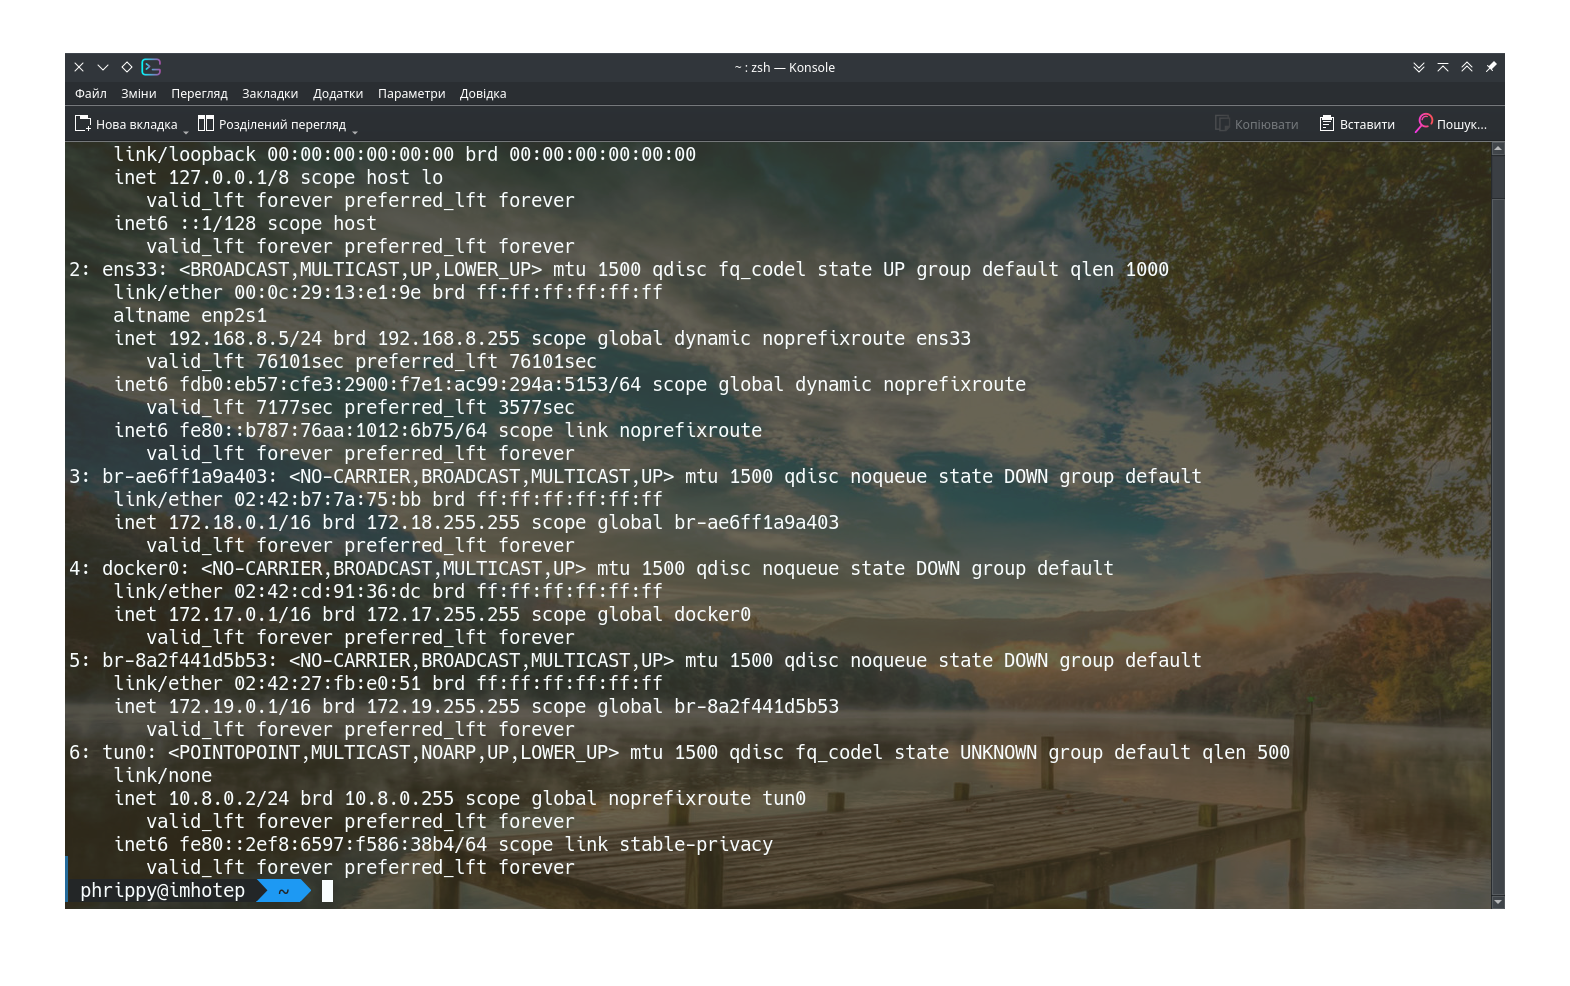 ~ : zsh — Konsole
Файл Зміни Перегляд Закладки Додатки Параметри Довідка
Нова вкладка Розділений перегляд Копіювати Вставити Пошук...
link/loopback 00:00:00:00:00:00 brd 00:00:00:00:00:00
inet 127.0.0.1/8 scope host lo
valid_lft forever preferred_lft forever
inet6 ::1/128 scope host
valid_lft forever preferred_lft forever
2: ens33: <BROADCAST,MULTICAST,UP,LOWER_UP> mtu 1500 qdisc fq_codel state UP group default qlen 1000
link/ether 00:0c:29:13:e1:9e brd ff:ff:ff:ff:ff:ff
altname enp2s1
inet 192.168.8.5/24 brd 192.168.8.255 scope global dynamic noprefixroute ens33
valid_lft 76101sec preferred_lft 76101sec
inet6 fdb0:eb57:cfe3:2900:f7e1:ac99:294a:5153/64 scope global dynamic noprefixroute
valid_lft 7177sec preferred_lft 3577sec
inet6 fe80::b787:76aa:1012:6b75/64 scope link noprefixroute
valid_lft forever preferred_lft forever
3: br-ae6ff1a9a403: <NO-CARRIER,BROADCAST,MULTICAST,UP> mtu 1500 qdisc noqueue state DOWN group default
link/ether 02:42:b7:7a:75:bb brd ff:ff:ff:ff:ff:ff
inet 172.18.0.1/16 brd 172.18.255.255 scope global br-ae6ff1a9a403
valid_lft forever preferred_lft forever
4: docker0: <NO-CARRIER,BROADCAST,MULTICAST,UP> mtu 1500 qdisc noqueue state DOWN group default
link/ether 02:42:cd:91:36:dc brd ff:ff:ff:ff:ff:ff
inet 172.17.0.1/16 brd 172.17.255.255 scope global docker0
valid_lft forever preferred_lft forever
5: br-8a2f441d5b53: <NO-CARRIER,BROADCAST,MULTICAST,UP> mtu 1500 qdisc noqueue state DOWN group default
link/ether 02:42:27:fb:e0:51 brd ff:ff:ff:ff:ff:ff
inet 172.19.0.1/16 brd 172.19.255.255 scope global br-8a2f441d5b53
valid_lft forever preferred_lft forever
6: tun0: <POINTOPOINT,MULTICAST,NOARP,UP,LOWER_UP> mtu 1500 qdisc fq_codel state UNKNOWN group default qlen 500
link/none
inet 10.8.0.2/24 brd 10.8.0.255 scope global noprefixroute tun0
valid_lft forever preferred_lft forever
inet6 fe80::2ef8:6597:f586:38b4/64 scope link stable-privacy
valid_lft forever preferred_lft forever
phrippy@imhotep ~